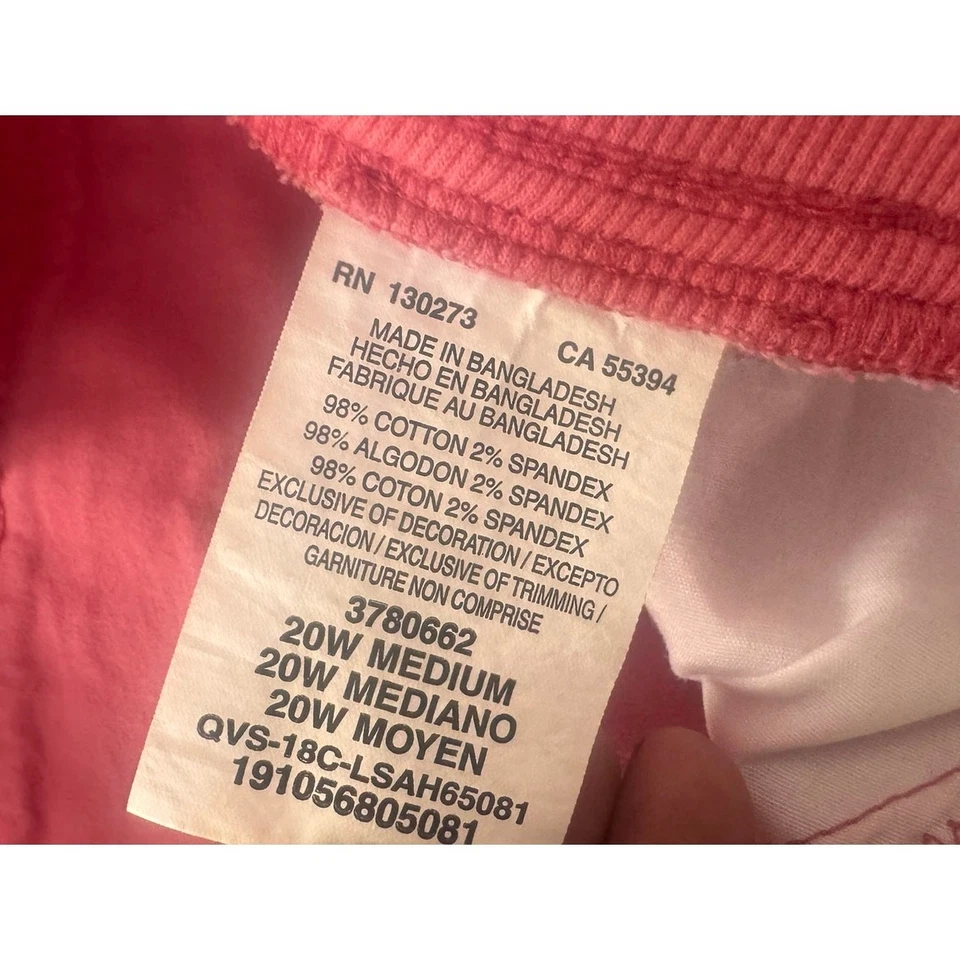 RN 130273
CA 55394
MADE IN BANGLADESH
HECHO EN BANGLADESH
FABRIQUE AU BANGLADESH
98% COTTON 2% SPANDEX
98% ALGODON 2% SPANDEX
98% COTON 2% SPANDEX
EXCLUSIVE OF DECORATION / EXCEPTO
DECORACION / EXCLUSIVE OF TRIMMING /
GARNITURE NON COMPRISE
3780662
20W MEDIUM
20W MEDIANO
20W MOYEN
QVS-18C-LSAH65081
191056805081